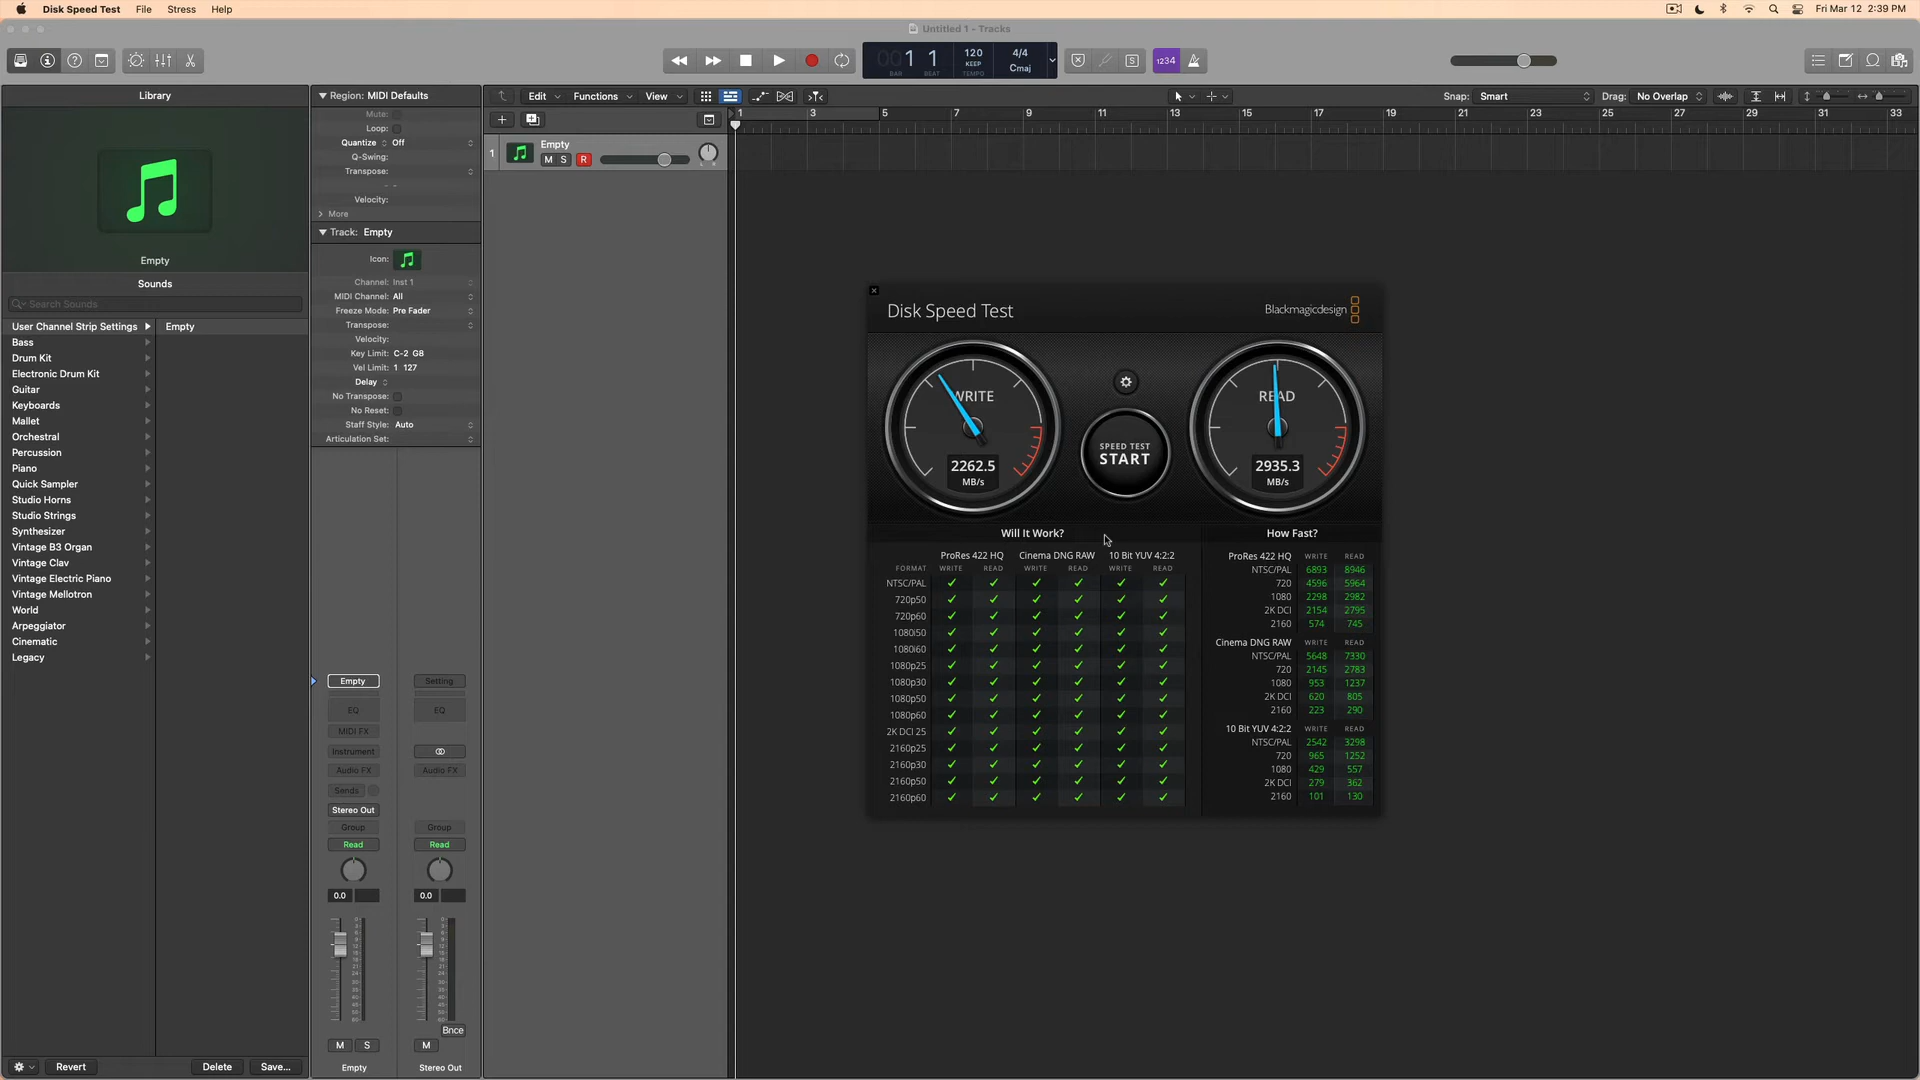 Disk Speed Test File Stress Help
Fri Mar 12 2:39 PM
Untitled 1 - Tracks
1 1
BAR BEAT
120
KEEP
TEMPO
4/4
Cmaj
1234
Library
Empty
Sounds
Search Sounds
User Channel Strip Settings
Bass
Drum Kit
Electronic Drum Kit
Guitar
Keyboards
Mallet
Orchestral
Percussion
Piano
Quick Sampler
Studio Horns
Studio Strings
Synthesizer
Vintage B3 Organ
Vintage Clav
Vintage Electric Piano
Vintage Mellotron
World
Arpeggiator
Cinematic
Legacy
Empty
Revert
Delete
Save...
Region: MIDI Defaults
Mute:
Loop:
Quantize Off
Q-Swing:
Transpose:
- -
Velocity:
More
Track: Empty
Icon:
Channel: Inst 1
MIDI Channel: All
Freeze Mode: Pre Fader
Transpose:
Velocity:
Key Limit: C-2 G8
Vel Limit: 1 127
Delay
No Transpose:
No Reset:
Staff Style: Auto
Articulation Set:
Empty
EQ
MIDI FX
Instrument
Audio FX
Sends
Stereo Out
Group
Read
0.0
M S
Empty
Setting
EQ
Audio FX
Group
Read
0.0
Bnce
M
Stereo Out
Edit Functions View
Snap: Smart
Drag: No Overlap
1 3 5 7 9 11 13 15 17 19 21 23 25 27 29 31 33
1
Empty
M S R
Disk Speed Test
Blackmagicdesign
WRITE
2262.5
MB/s
SPEED TEST
START
READ
2935.3
MB/s
Will It Work?
ProRes 422 HQ Cinema DNG RAW 10 Bit YUV 4:2:2
FORMAT WRITE READ WRITE READ WRITE READ
NTSC/PAL ✓ ✓ ✓ ✓ ✓ ✓
720p50 ✓ ✓ ✓ ✓ ✓ ✓
720p60 ✓ ✓ ✓ ✓ ✓ ✓
1080i50 ✓ ✓ ✓ ✓ ✓ ✓
1080i60 ✓ ✓ ✓ ✓ ✓ ✓
1080p25 ✓ ✓ ✓ ✓ ✓ ✓
1080p30 ✓ ✓ ✓ ✓ ✓ ✓
1080p50 ✓ ✓ ✓ ✓ ✓ ✓
1080p60 ✓ ✓ ✓ ✓ ✓ ✓
2K DCI 25 ✓ ✓ ✓ ✓ ✓ ✓
2160p25 ✓ ✓ ✓ ✓ ✓ ✓
2160p30 ✓ ✓ ✓ ✓ ✓ ✓
2160p50 ✓ ✓ ✓ ✓ ✓ ✓
2160p60 ✓ ✓ ✓ ✓ ✓ ✓
How Fast?
ProRes 422 HQ WRITE READ
NTSC/PAL 6893 8946
720 4596 5964
1080 2298 2982
2K DCI 2154 2795
2160 574 745
Cinema DNG RAW WRITE READ
NTSC/PAL 5648 7330
720 2145 2783
1080 953 1237
2K DCI 620 805
2160 223 290
10 Bit YUV 4:2:2 WRITE READ
NTSC/PAL 2542 3298
720 965 1252
1080 429 557
2K DCI 279 362
2160 101 130